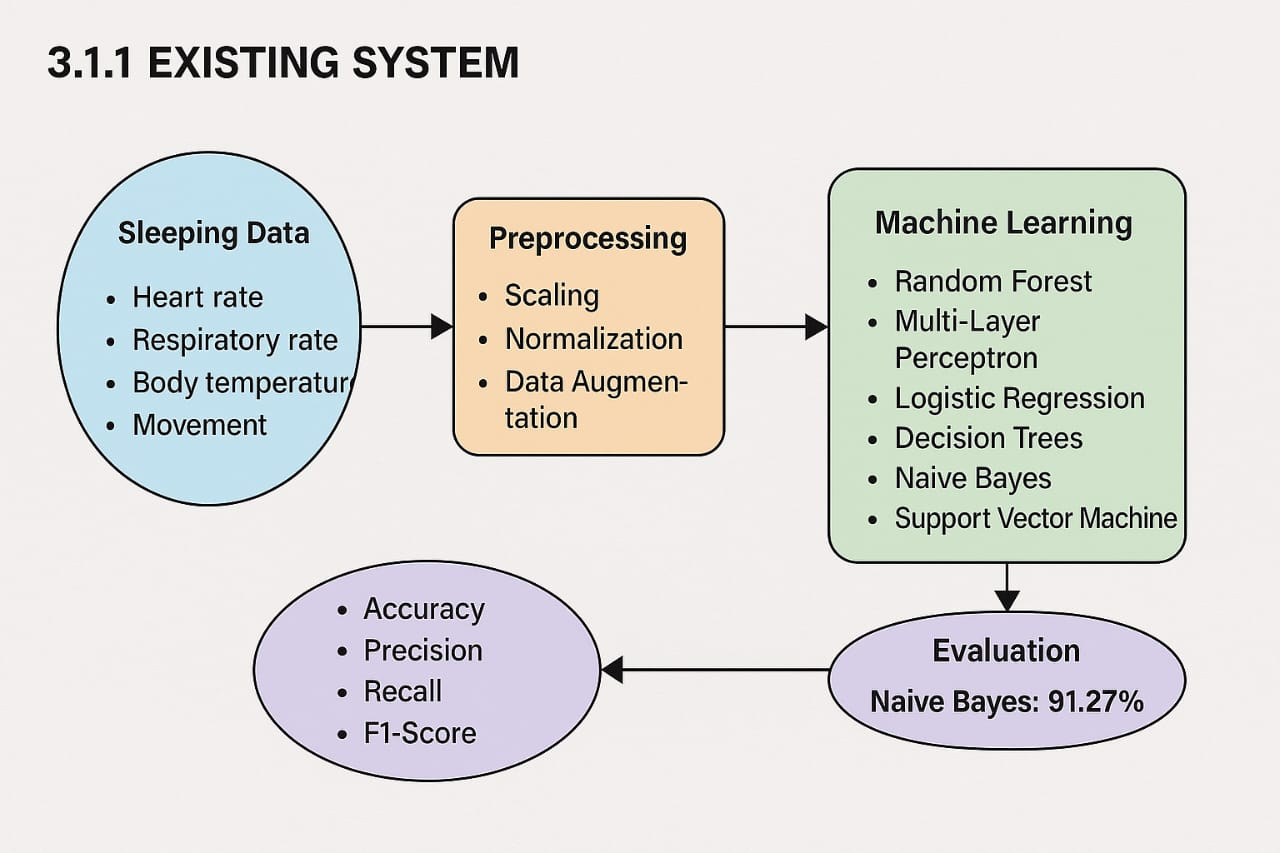 3.1.1 EXISTING SYSTEM
Sleeping Data
• Heart rate
• Respiratory rate
• Body temperature
• Movement
Preprocessing
• Scaling
• Normalization
• Data Augmen-
tation
Machine Learning
• Random Forest
• Multi-Layer
Perceptron
• Logistic Regression
• Decision Trees
• Naive Bayes
• Support Vector Machine
Evaluation
Naive Bayes: 91.27%
• Accuracy
• Precision
• Recall
• F1-Score